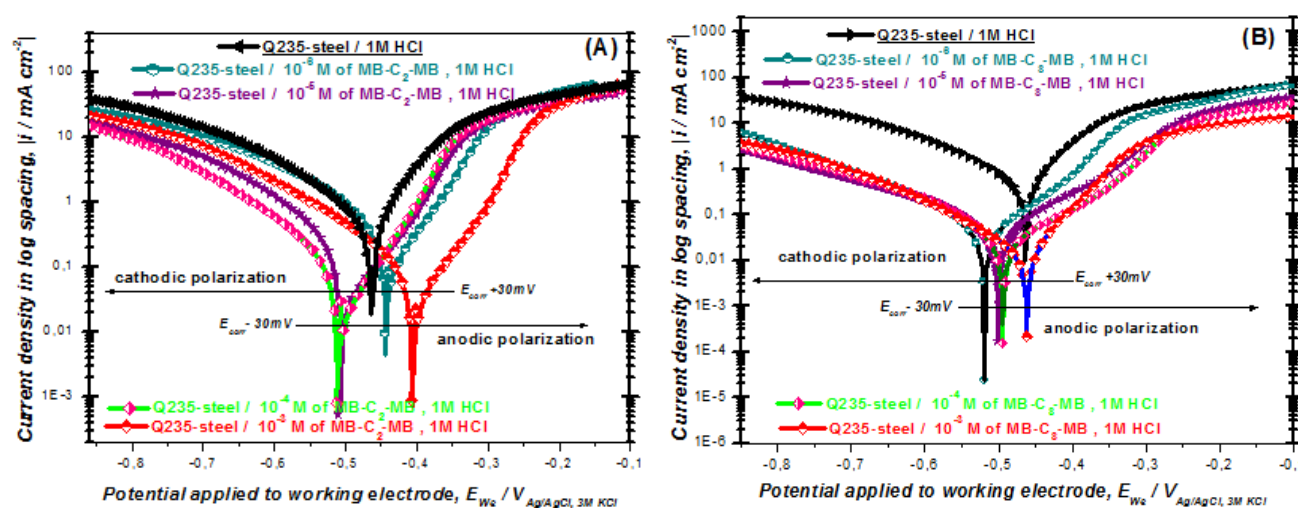 (A)
Q235-steel / 1M HCl
Q235-steel / 10⁻⁶ M of MB-C₂-MB , 1M HCl
Q235-steel / 10⁻⁵ M of MB-C₂-MB , 1M HCl
Current density in log spacing, |i / mA cm⁻²|
100
10
1
0,1
0,01
1E-3
cathodic polarization
E_corr +30mV
E_corr - 30mV
anodic polarization
Q235-steel / 10⁻⁴ M of MB-C₂-MB , 1M HCl
Q235-steel / 10⁻³ M of MB-C₂-MB , 1M HCl
-0,8 -0,7 -0,6 -0,5 -0,4 -0,3 -0,2 -0,1
Potential applied to working electrode, E_We / V_Ag/AgCl, 3M KCl
(B)
Q235-steel / 1M HCl
Q235-steel / 10⁻⁶ M of MB-C₈-MB , 1M HCl
Q235-steel / 10⁻⁵ M of MB-C₈-MB , 1M HCl
Current density in log spacing, |i / mA cm⁻²|
1000
100
10
1
0,1
0,01
1E-3
1E-4
1E-5
1E-6
cathodic polarization
E_corr +30mV
E_corr - 30mV
anodic polarization
Q235-steel / 10⁻⁴ M of MB-C₈-MB , 1M HCl
Q235-steel / 10⁻³ M of MB-C₈-MB , 1M HCl
-0,8 -0,7 -0,6 -0,5 -0,4 -0,3 -0,2 -0,
Potential applied to working electrode, E_We / V_Ag/AgCl, 3M KCl